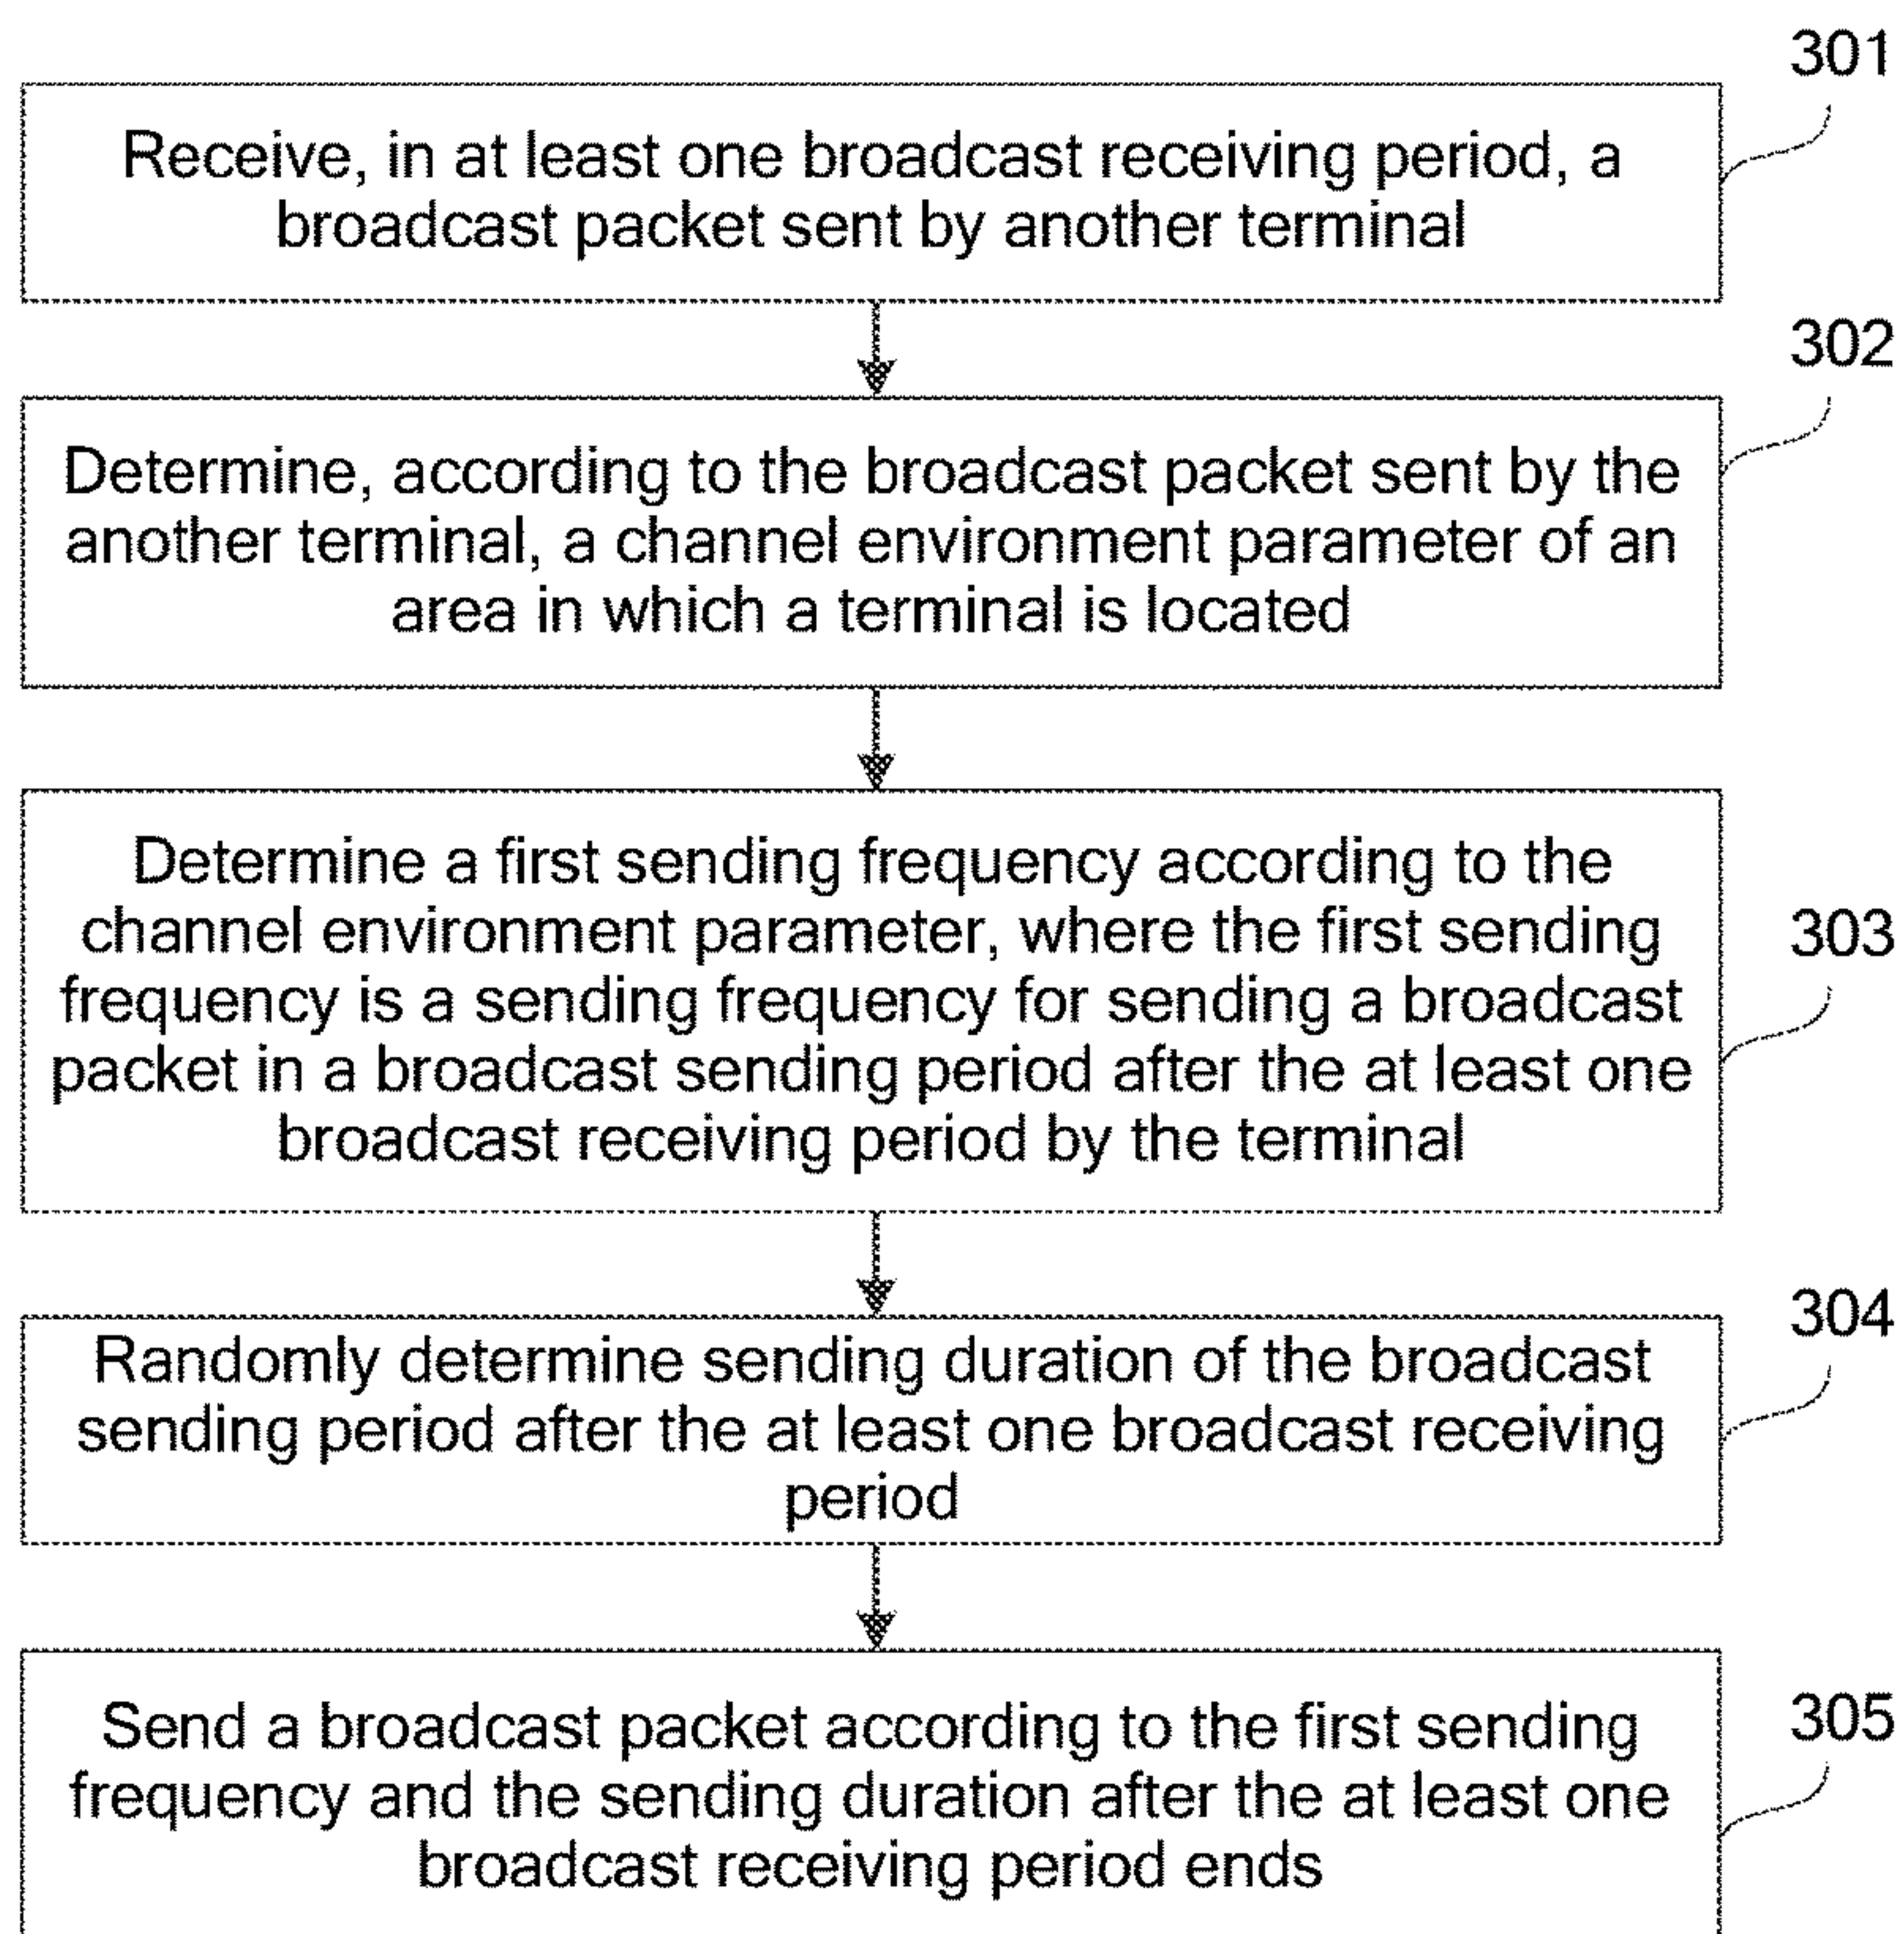 301
Receive, in at least one broadcast receiving period, a
broadcast packet sent by another terminal
302
Determine, according to the broadcast packet sent by the
another terminal, a channel environment parameter of an
area in which a terminal is located
Determine a first sending frequency according to the
channel environment parameter, where the first sending
303
frequency is a sending frequency for sending a broadcast
packet in a broadcast sending period after the at least one
broadcast receiving period by the terminal
304
Randomly determine sending duration of the broadcast
sending period after the at least one broadcast receiving
period
305
Send a broadcast packet according to the first sending
frequency and the sending duration after the at least one
broadcast receiving period ends